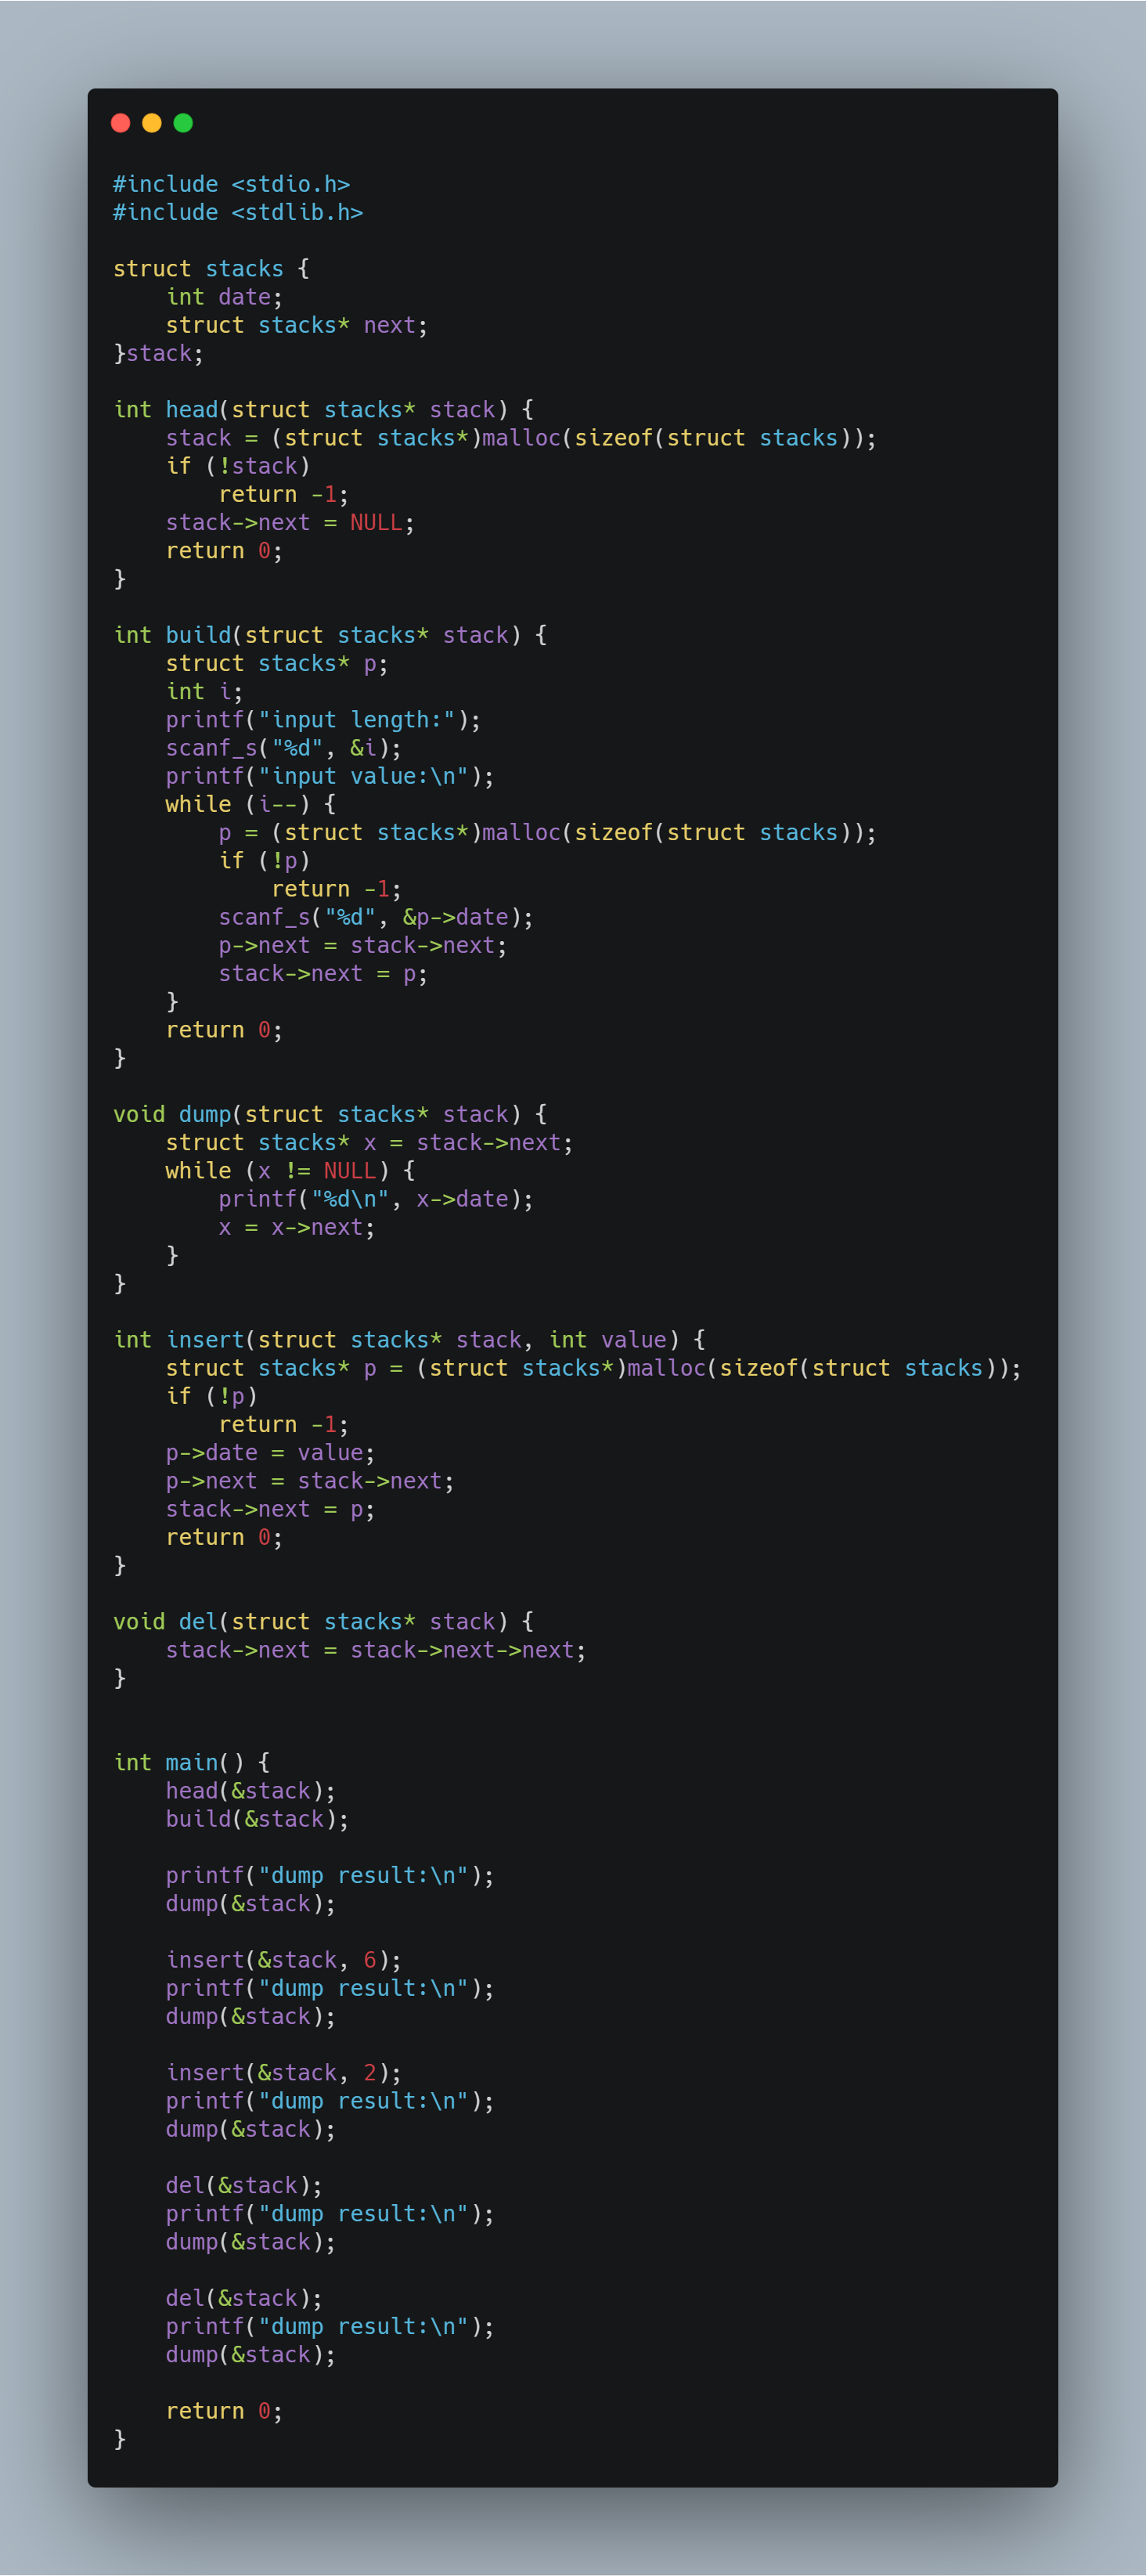 #include <stdio.h>
#include <stdlib.h>

struct stacks {
    int date;
    struct stacks* next;
}stack;

int head(struct stacks* stack) {
    stack = (struct stacks*)malloc(sizeof(struct stacks));
    if (!stack)
        return -1;
    stack->next = NULL;
    return 0;
}

int build(struct stacks* stack) {
    struct stacks* p;
    int i;
    printf("input length:");
    scanf_s("%d", &i);
    printf("input value:\n");
    while (i--) {
        p = (struct stacks*)malloc(sizeof(struct stacks));
        if (!p)
            return -1;
        scanf_s("%d", &p->date);
        p->next = stack->next;
        stack->next = p;
    }
    return 0;
}

void dump(struct stacks* stack) {
    struct stacks* x = stack->next;
    while (x != NULL) {
        printf("%d\n", x->date);
        x = x->next;
    }
}

int insert(struct stacks* stack, int value) {
    struct stacks* p = (struct stacks*)malloc(sizeof(struct stacks));
    if (!p)
        return -1;
    p->date = value;
    p->next = stack->next;
    stack->next = p;
    return 0;
}

void del(struct stacks* stack) {
    stack->next = stack->next->next;
}


int main() {
    head(&stack);
    build(&stack);

    printf("dump result:\n");
    dump(&stack);

    insert(&stack, 6);
    printf("dump result:\n");
    dump(&stack);

    insert(&stack, 2);
    printf("dump result:\n");
    dump(&stack);

    del(&stack);
    printf("dump result:\n");
    dump(&stack);

    del(&stack);
    printf("dump result:\n");
    dump(&stack);

    return 0;
}